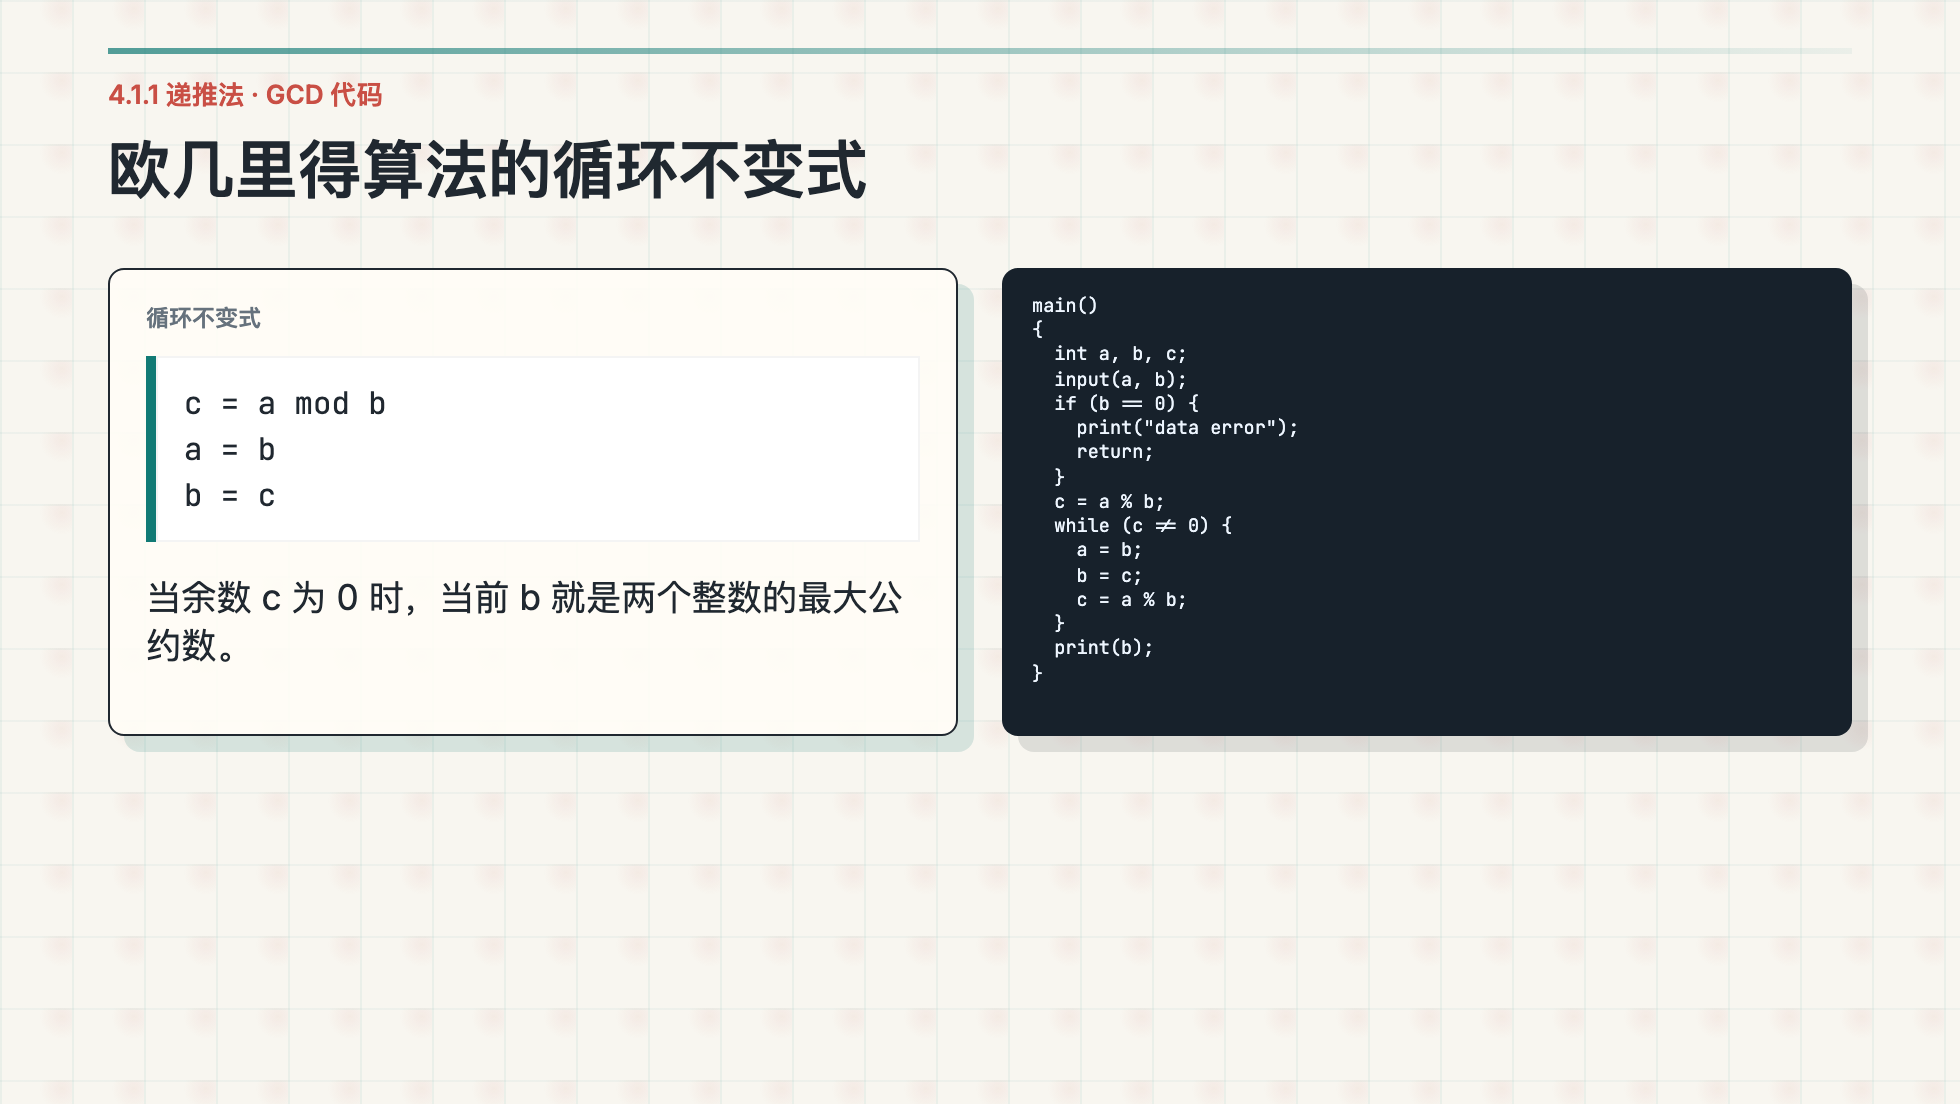 4.1.1 递推法 · GCD 代码
欧几里得算法的循环不变式
循环不变式
c = a mod b
a = b
b = c
当余数 c 为 0 时，当前 b 就是两个整数的最大公
约数。
main()
{
  int a, b, c;
  input(a, b);
  if (b == 0) {
    print("data error");
    return;
  }
  c = a % b;
  while (c != 0) {
    a = b;
    b = c;
    c = a % b;
  }
  print(b);
}